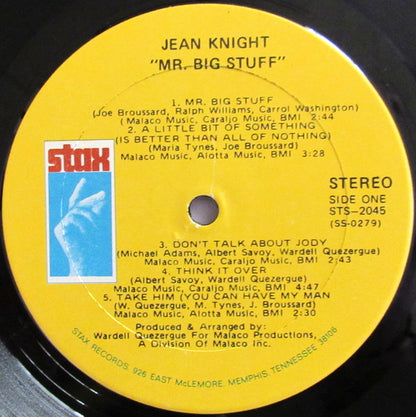 JEAN KNIGHT
"MR. BIG STUFF"
1. MR. BIG STUFF
(Joe Broussard, Ralph Williams, Carrol Washington)
(Malaco Music, Caraljo Music, BMI 2:44
2. A LITTLE BIT OF SOMETHING
(IS BETTER THAN ALL OF NOTHING)
(Maria Tynes, Joe Broussard)
Malaco Music, Alotta Music, BMI 3:28
stax
STEREO
SIDE ONE
STS-2045
(SS-0279)
3. DON'T TALK ABOUT JODY
(Michael Adams, Albert Savoy, Wardell Quezergue)
Malaco Music, Caraljo Music, BMI 2:43
4. THINK IT OVER
(Albert Savoy, Wardell Quezergue)
Malaco Music, Caraljo Music, BMI 4:47
5. TAKE HIM (YOU CAN HAVE MY MAN
(W. Quezergue, M. Tynes, J. Broussard)
Malaco Music, Alotta Music, BMI 2:30
Produced & Arranged by:
Wardell Quezergue For Malaco Productions,
A Division Of Malaco Inc.
STAX RECORDS, 926 EAST McLEMORE, MEMPHIS, TENNESSEE 38106